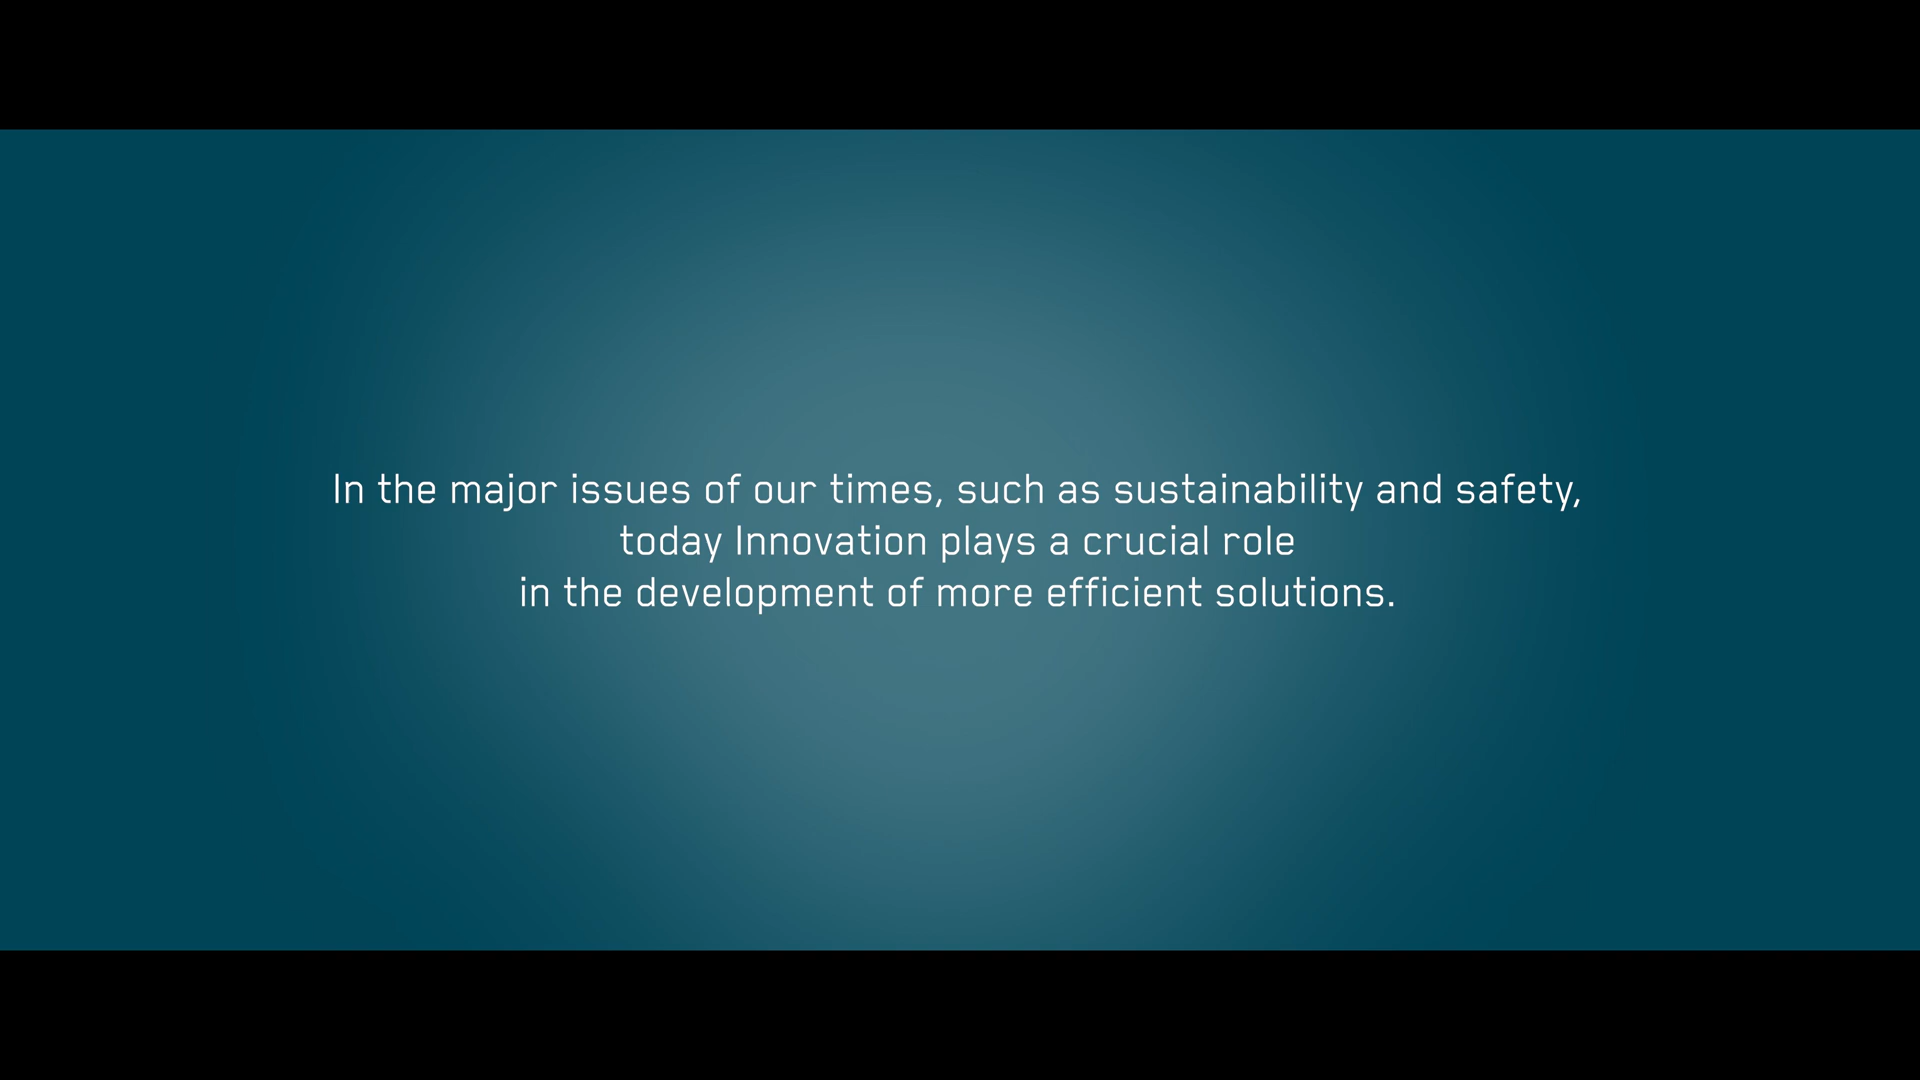 In the major issues of our times, such as sustainability and safety,
today Innovation plays a crucial role
in the development of more efficient solutions.